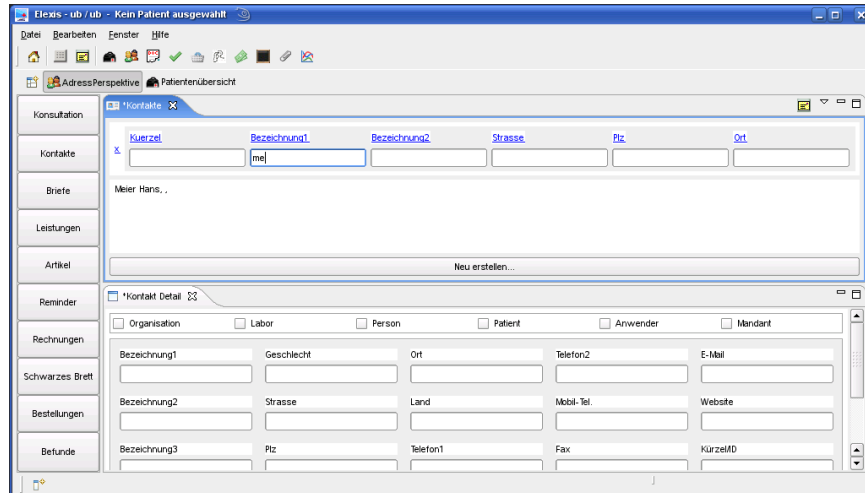 Elexis - ub / ub - Kein Patient ausgewählt
Datei Bearbeiten Fenster Hilfe
AdressPerspektive Patientenübersicht
Konsultation
Kontakte
Briefe
Leistungen
Artikel
Reminder
Rechnungen
Schwarzes Brett
Bestellungen
Befunde
*Kontakte
Kuerzel Bezeichnung1 Bezeichnung2 Strasse Plz Ort
x me
Meier Hans, ,
Neu erstellen...
*Kontakt Detail
Organisation Labor Person Patient Anwender Mandant
Bezeichnung1 Geschlecht Ort Telefon2 E-Mail
Bezeichnung2 Strasse Land Mobil-Tel. Website
Bezeichnung3 Plz Telefon1 Fax Kürzel/ID